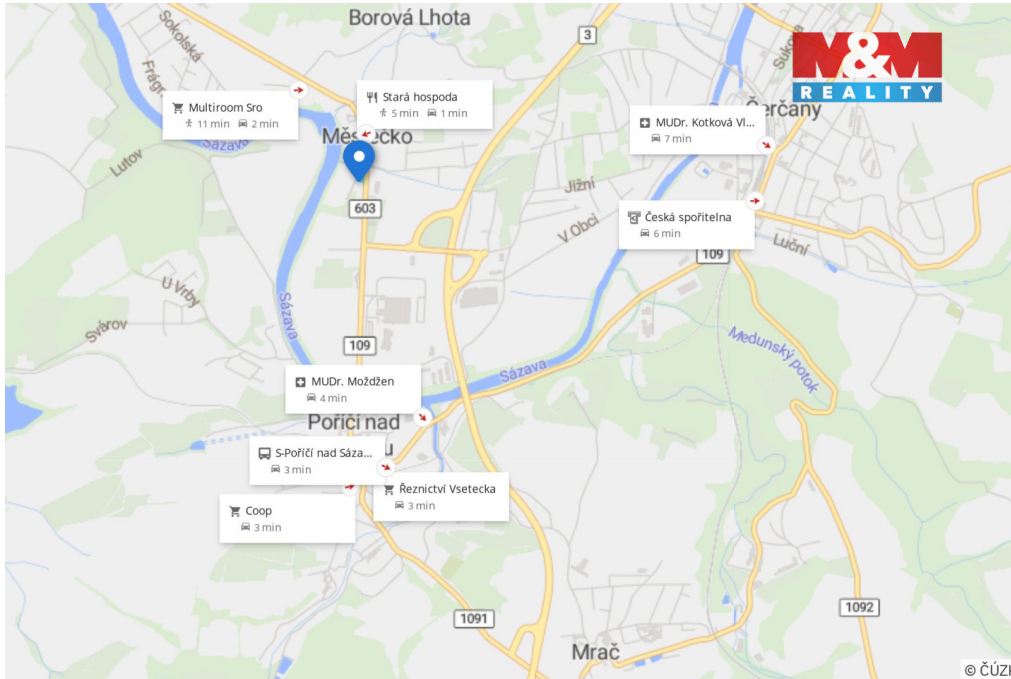 Borová Lhota
Sokolská
Frágr
3
M&M
REALITY
Sukova
Čerčany
Multiroom Sro
11 min 2 min
Stará hospoda
5 min 1 min
MUDr. Kotková Vl...
7 min
Sázava
Lutov
603
Jižní
V Obci
Česká spořitelna
6 min
Luční
109
U Vrby
Svárov
Sázava
109
Medunský potok
Sázava
MUDr. Moždžen
4 min
Poříčí nad
S-Poříčí nad Sáza...
3 min
Řeznictví Vsetecka
3 min
Coop
3 min
1091
1092
Mrač